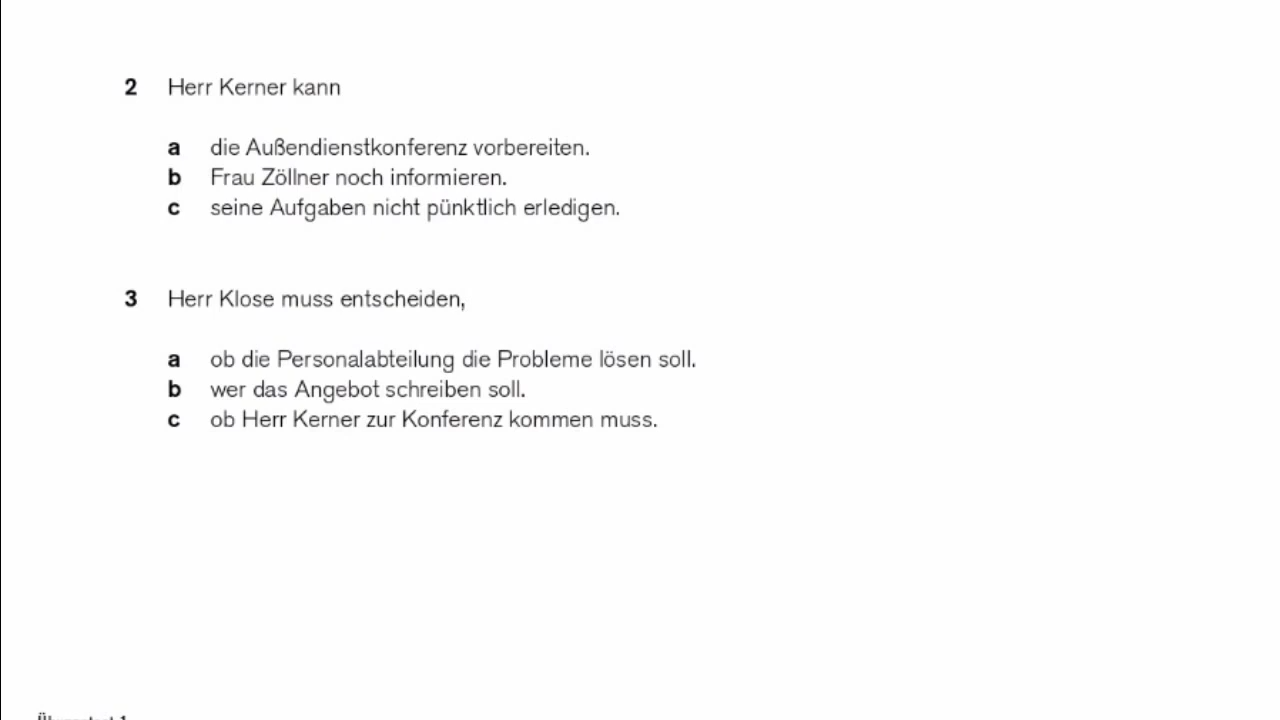 2 Herr Kerner kann
a die Außendienstkonferenz vorbereiten.
b Frau Zöllner noch informieren.
c seine Aufgaben nicht pünktlich erledigen.
3 Herr Klose muss entscheiden,
a ob die Personalabteilung die Probleme lösen soll.
b wer das Angebot schreiben soll.
c ob Herr Kerner zur Konferenz kommen muss.